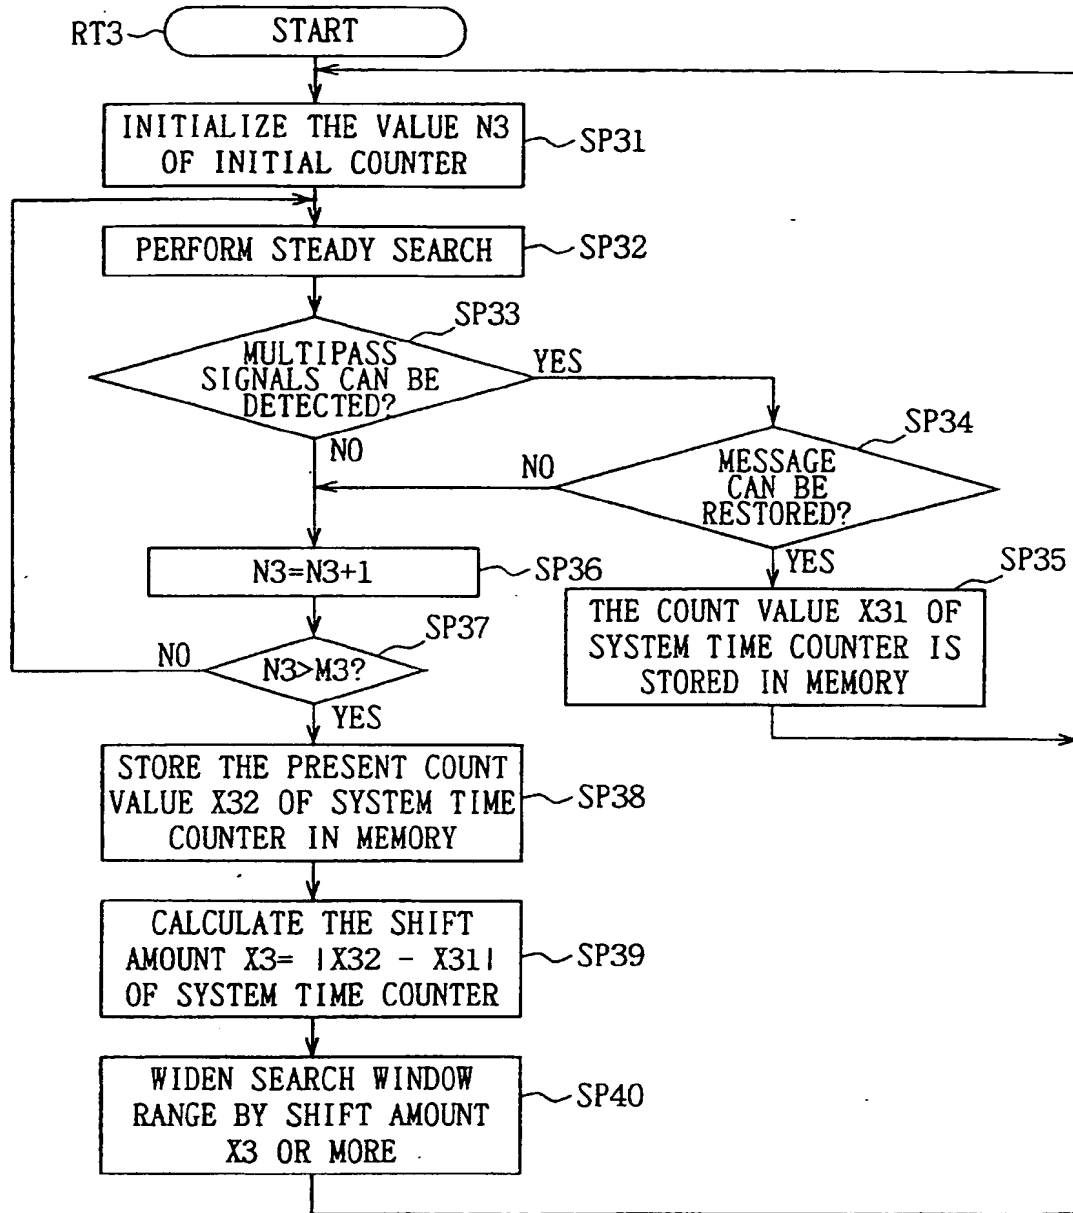 RT3
START
INITIALIZE THE VALUE N3
OF INITIAL COUNTER
SP31
PERFORM STEADY SEARCH
SP32
SP33
MULTIPASS
SIGNALS CAN BE
DETECTED?
YES
NO
SP34
MESSAGE
CAN BE
RESTORED?
NO
YES
SP35
THE COUNT VALUE X31 OF
SYSTEM TIME COUNTER IS
STORED IN MEMORY
N3=N3+1
SP36
SP37
N3>M3?
NO
YES
STORE THE PRESENT COUNT
VALUE X32 OF SYSTEM TIME
COUNTER IN MEMORY
SP38
CALCULATE THE SHIFT
AMOUNT X3= |X32 - X31|
OF SYSTEM TIME COUNTER
SP39
WIDEN SEARCH WINDOW
RANGE BY SHIFT AMOUNT
X3 OR MORE
SP40